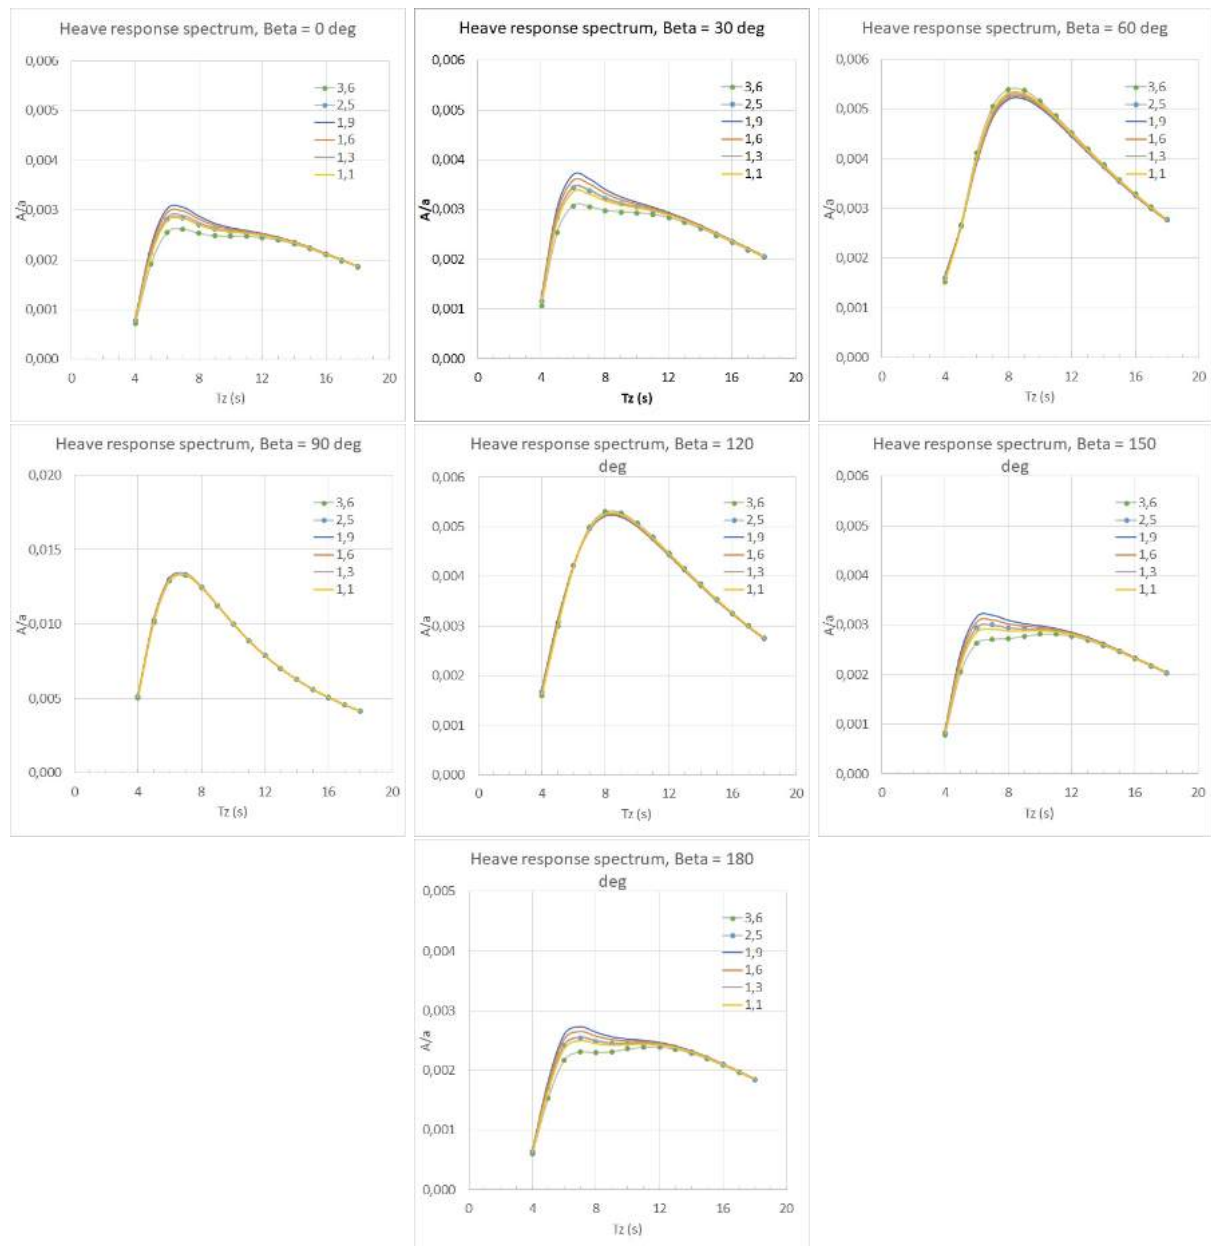 Heave response spectrum, Beta = 0 deg
0,006
0,005
0,004
0,003
0,002
0,001
0,000
A/a
3,6
2,5
1,9
1,6
1,3
1,1
0 4 8 12 16 20
Tz (s)
Heave response spectrum, Beta = 30 deg
0,006
0,005
0,004
0,003
0,002
0,001
0,000
A/a
3,6
2,5
1,9
1,6
1,3
1,1
0 4 8 12 16 20
Tz (s)
Heave response spectrum, Beta = 60 deg
0,006
0,005
0,004
0,003
0,002
0,001
0,000
A/a
3,6
2,5
1,9
1,6
1,3
1,1
0 4 8 12 16 20
Tz (s)
Heave response spectrum, Beta = 90 deg
0,020
0,015
0,010
0,005
0,000
A/a
3,6
2,5
1,9
1,6
1,3
1,1
0 4 8 12 16 20
Tz (s)
Heave response spectrum, Beta = 120
deg
0,006
0,005
0,004
0,003
0,002
0,001
0,000
A/a
3,6
2,5
1,9
1,6
1,3
1,1
0 4 8 12 16 20
Tz (s)
Heave response spectrum, Beta = 150
deg
0,006
0,005
0,004
0,003
0,002
0,001
0,000
A/a
3,6
2,5
1,9
1,6
1,3
1,1
0 4 8 12 16 20
Tz (s)
Heave response spectrum, Beta = 180
deg
0,005
0,004
0,003
0,002
0,001
0,000
A/a
3,6
2,5
1,9
1,6
1,3
1,1
0 4 8 12 16 20
Tz (s)